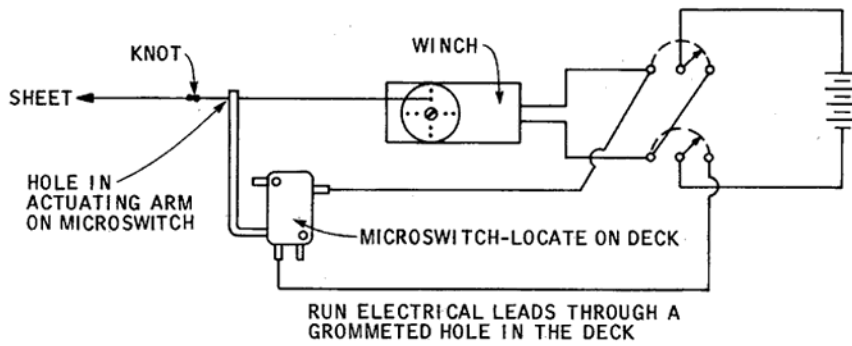 KNOT
WINCH
SHEET
HOLE IN
ACTUATING ARM
ON MICROSWITCH
MICROSWITCH-LOCATE ON DECK
RUN ELECTRICAL LEADS THROUGH A
GROMMETED HOLE IN THE DECK